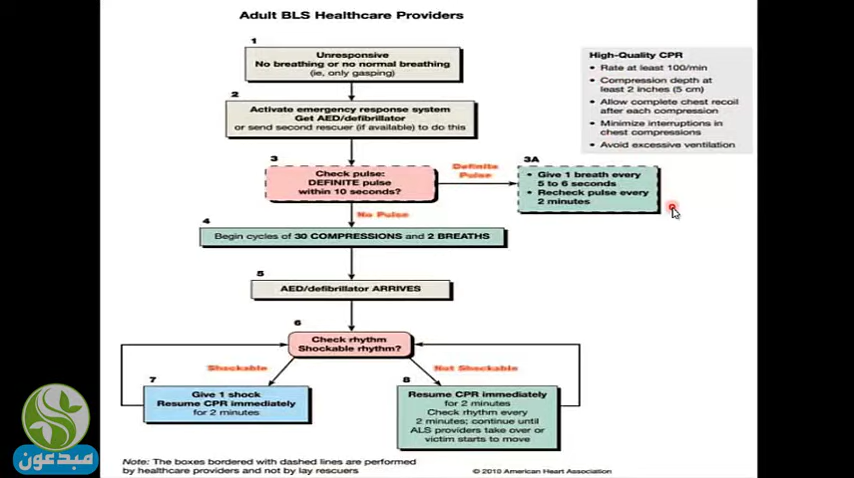 Adult BLS Healthcare Providers
1
Unresponsive
No breathing or no normal breathing
(ie, only gasping)
2
Activate emergency response system
Get AED/defibrillator
or send second rescuer (if available) to do this
High-Quality CPR
• Rate at least 100/min
• Compression depth at
least 2 inches (5 cm)
• Allow complete chest recoil
after each compression
• Minimize interruptions in
chest compressions
• Avoid excessive ventilation
3
Check pulse:
DEFINITE pulse
within 10 seconds?
Definite
Pulse
3A
• Give 1 breath every
5 to 6 seconds
• Recheck pulse every
2 minutes
No Pulse
4
Begin cycles of 30 COMPRESSIONS and 2 BREATHS
5
AED/defibrillator ARRIVES
6
Check rhythm
Shockable rhythm?
Shockable
Not Shockable
7
Give 1 shock
Resume CPR immediately
for 2 minutes
8
Resume CPR immediately
for 2 minutes
Check rhythm every
2 minutes; continue until
ALS providers take over or
victim starts to move
مبدعون
Note: The boxes bordered with dashed lines are performed
by healthcare providers and not by lay rescuers
© 2010 American Heart Association